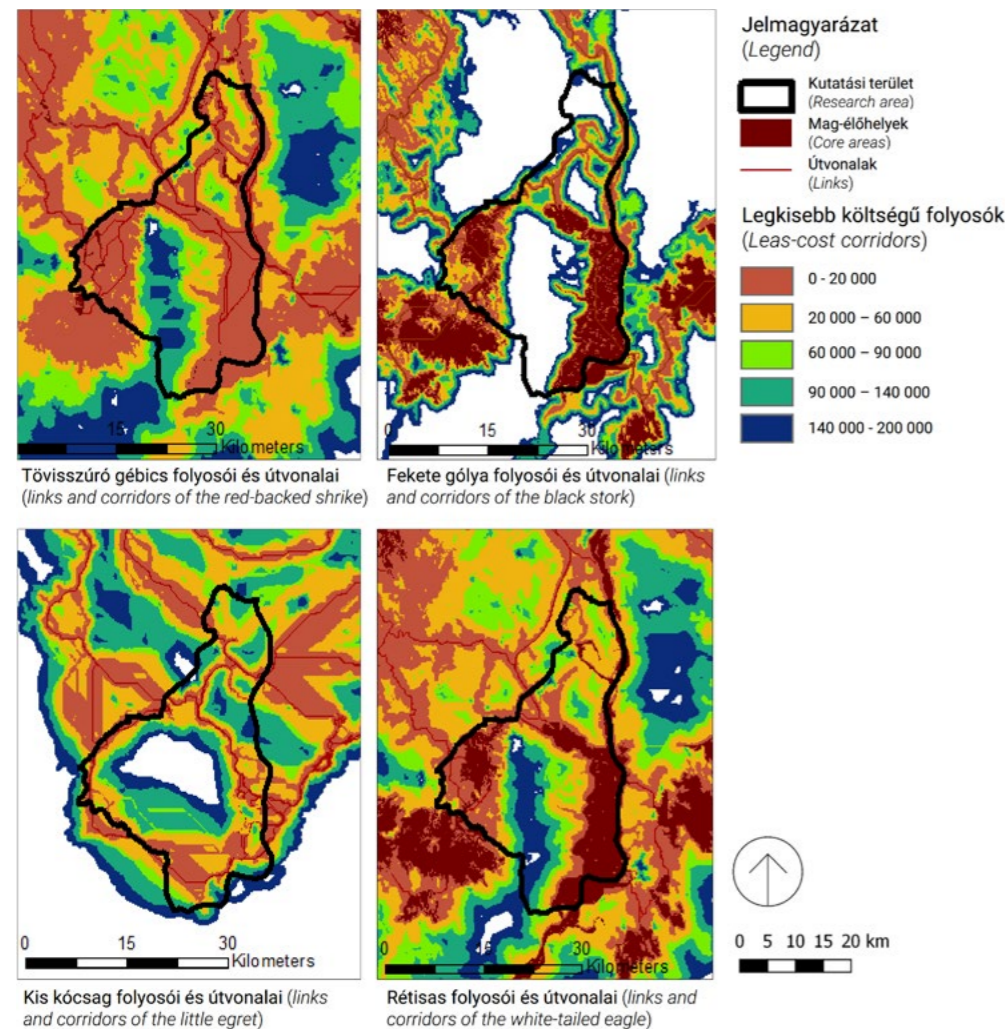 15
30
Kilometers
Tövisszúró gébics folyosói és útvonalai
(links and corridors of the red-backed shrike)
0
15
30
Kilometers
Fekete gólya folyosói és útvonalai (links
and corridors of the black stork)
Jelmagyarázat
(Legend)
Kutatási terület
(Research area)
Mag-élőhelyek
(Core areas)
Útvonalak
(Links)
Legkisebb költségű folyosók
(Leas-cost corridors)
0 - 20 000
20 000 – 60 000
60 000 – 90 000
90 000 – 140 000
140 000 - 200 000
0
15
30
Kilometers
Kis kócsag folyosói és útvonalai (links
and corridors of the little egret)
0
15
30
Kilometers
Rétisas folyosói és útvonalai (links and
corridors of the white-tailed eagle)
0 5 10 15 20 km